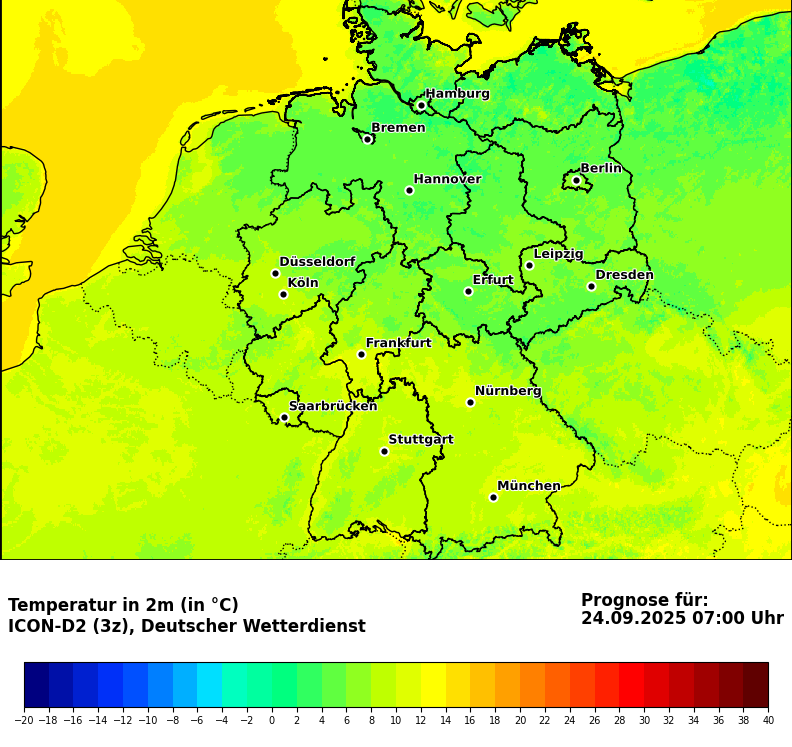 Hamburg
Bremen
Hannover
Berlin
Düsseldorf
Köln
Leipzig
Erfurt
Dresden
Frankfurt
Nürnberg
Saarbrücken
Stuttgart
München
Temperatur in 2m (in °C)
ICON-D2 (3z), Deutscher Wetterdienst
Prognose für:
24.09.2025 07:00 Uhr
−20 −18 −16 −14 −12 −10 −8 −6 −4 −2 0 2 4 6 8 10 12 14 16 18 20 22 24 26 28 30 32 34 36 38 40